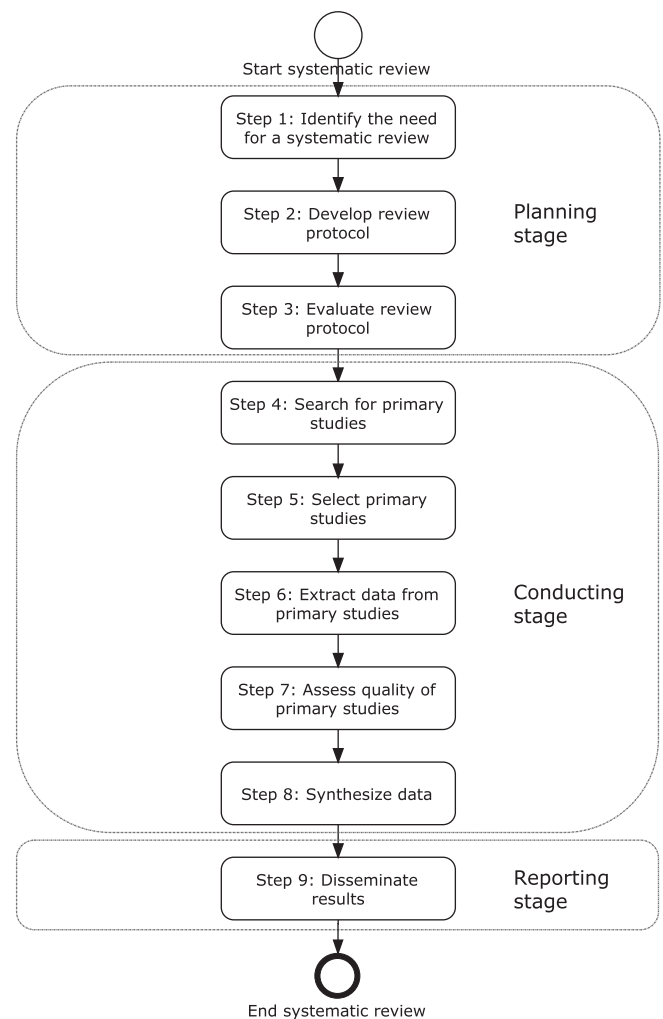 Start systematic review
Step 1: Identify the need
for a systematic review
Step 2: Develop review
protocol
Planning
stage
Step 3: Evaluate review
protocol
Step 4: Search for primary
studies
Step 5: Select primary
studies
Step 6: Extract data from
primary studies
Conducting
stage
Step 7: Assess quality of
primary studies
Step 8: Synthesize data
Step 9: Disseminate
results
Reporting
stage
End systematic review